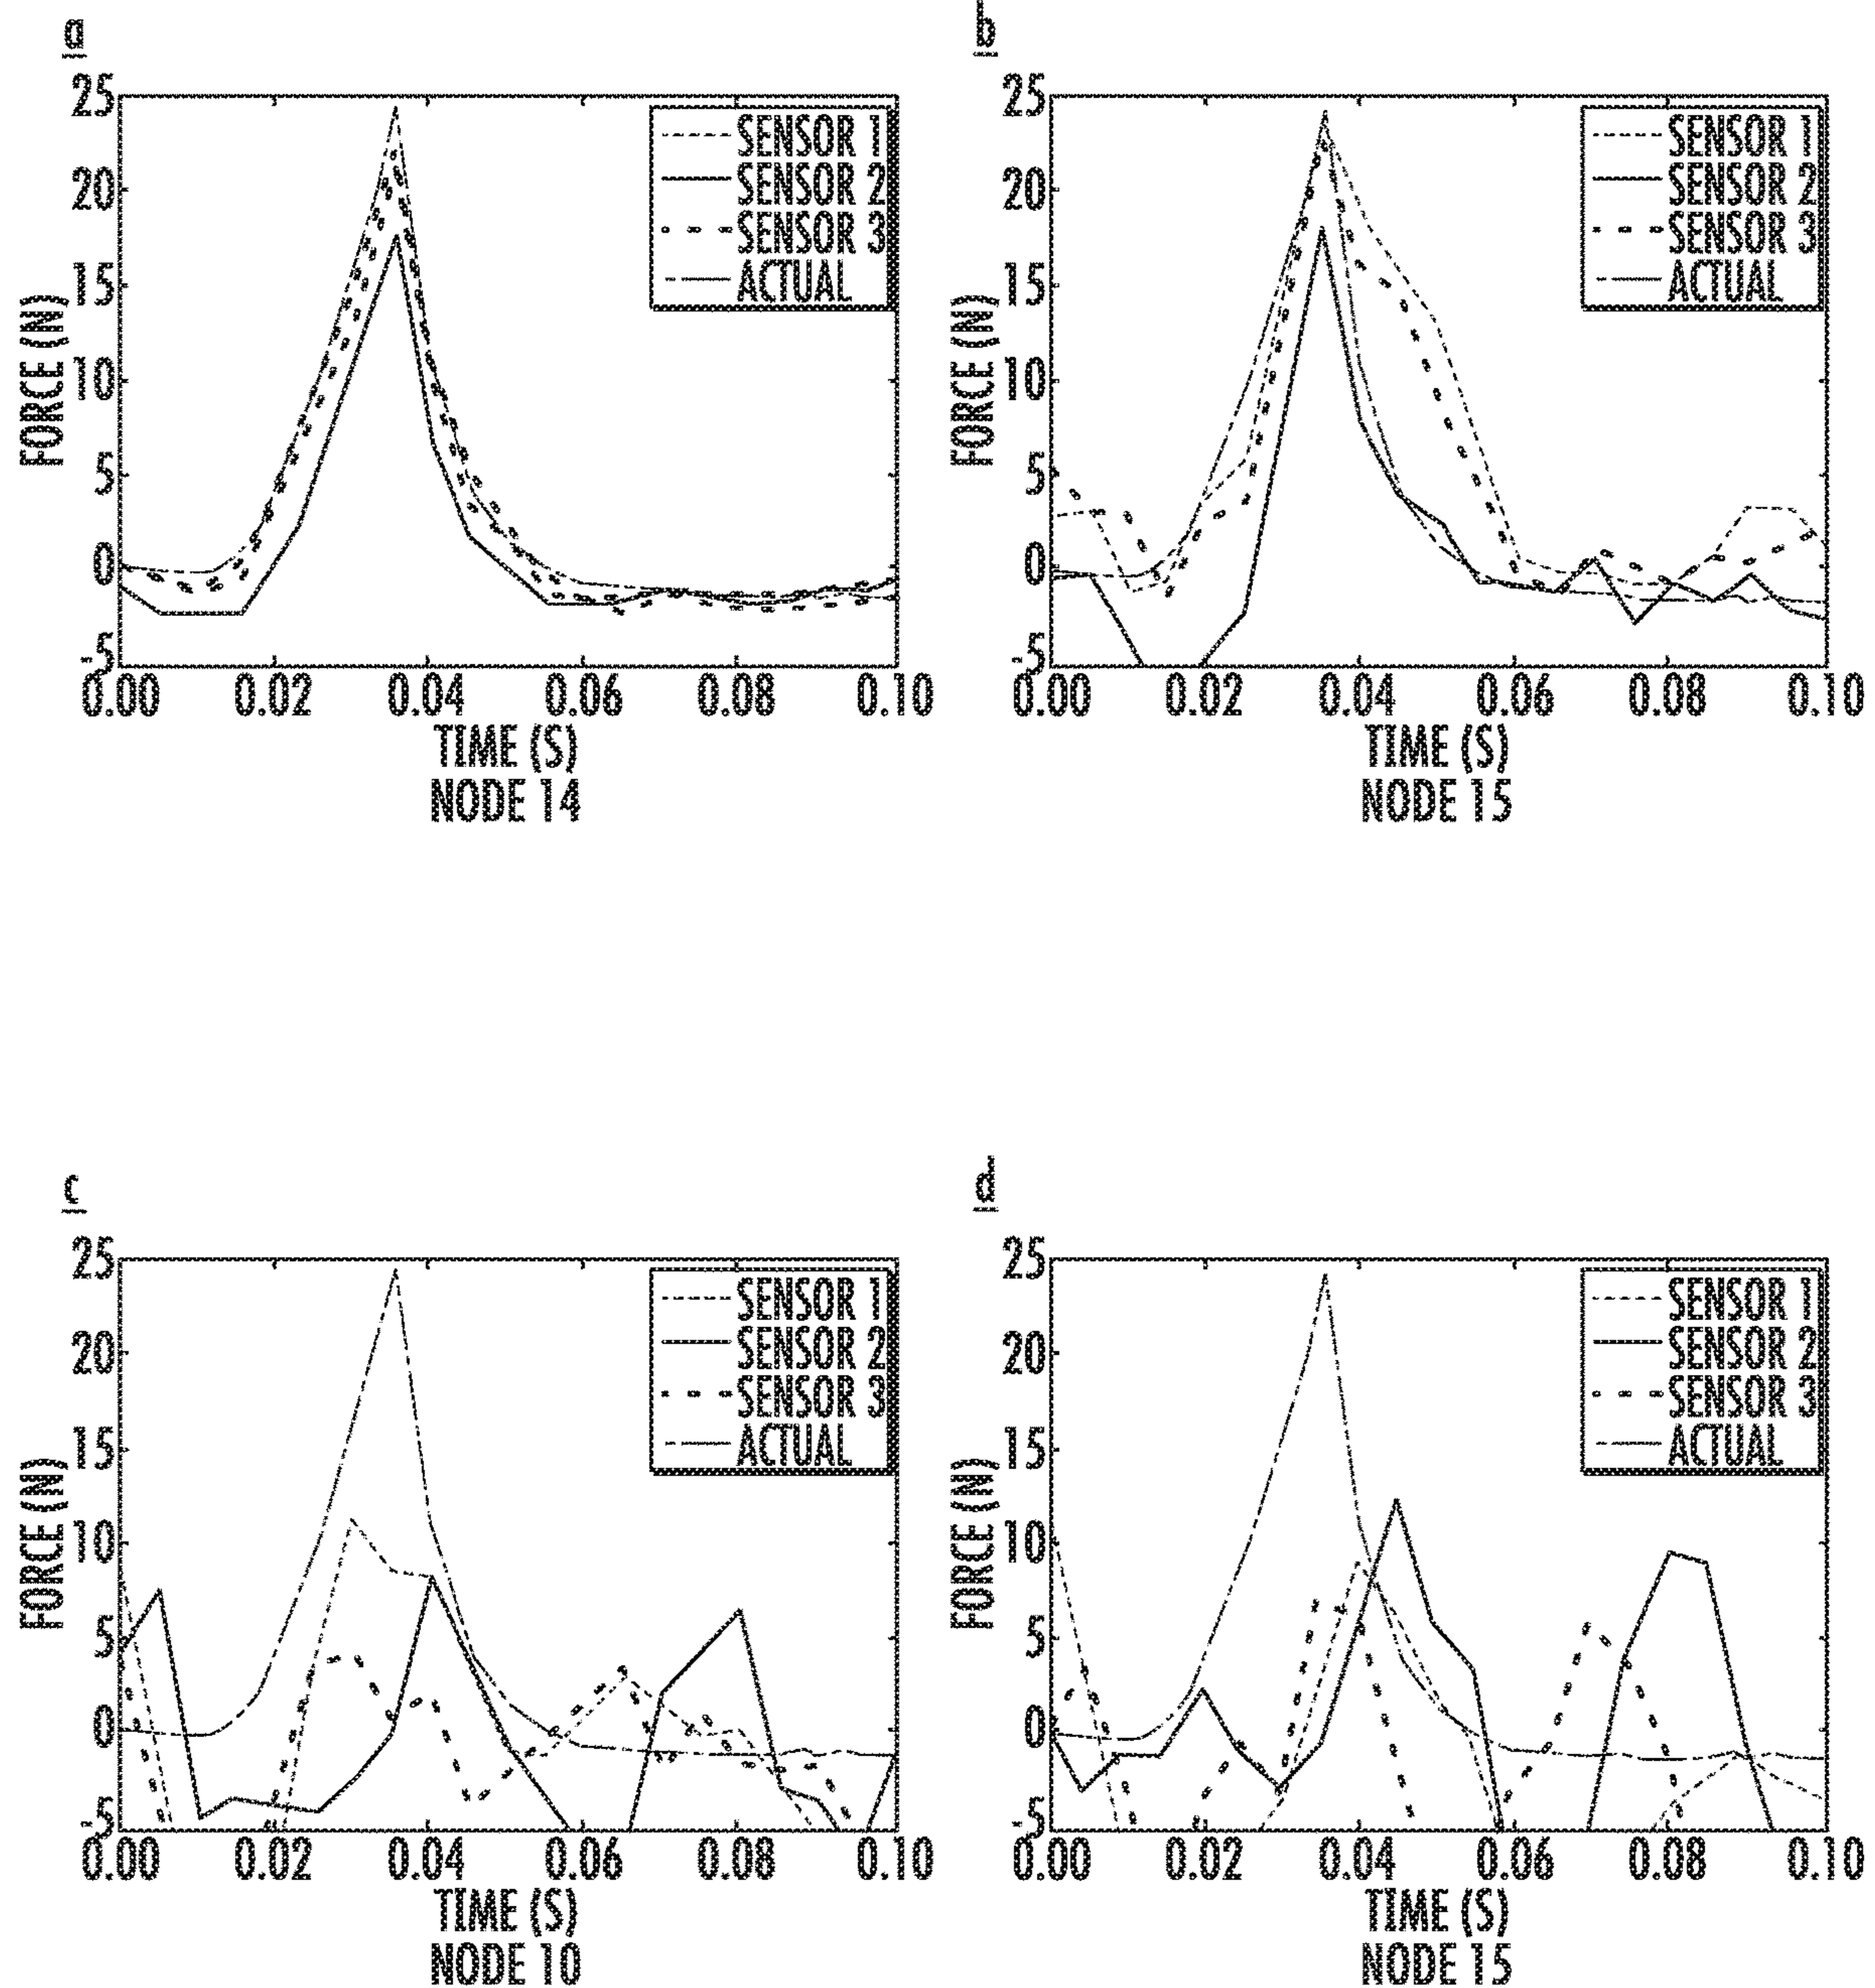 a
25
20
15
10
5
0
-5
FORCE (N)
0.00 0.02 0.04 0.06 0.08 0.10
TIME (S)
NODE 14
SENSOR 1
SENSOR 2
SENSOR 3
ACTUAL
b
25
20
15
10
5
0
-5
FORCE (N)
0.00 0.02 0.04 0.06 0.08 0.10
TIME (S)
NODE 15
SENSOR 1
SENSOR 2
SENSOR 3
ACTUAL
c
25
20
15
10
5
0
-5
FORCE (N)
0.00 0.02 0.04 0.06 0.08 0.10
TIME (S)
NODE 10
SENSOR 1
SENSOR 2
SENSOR 3
ACTUAL
d
25
20
15
10
5
0
-5
FORCE (N)
0.00 0.02 0.04 0.06 0.08 0.10
TIME (S)
NODE 15
SENSOR 1
SENSOR 2
SENSOR 3
ACTUAL